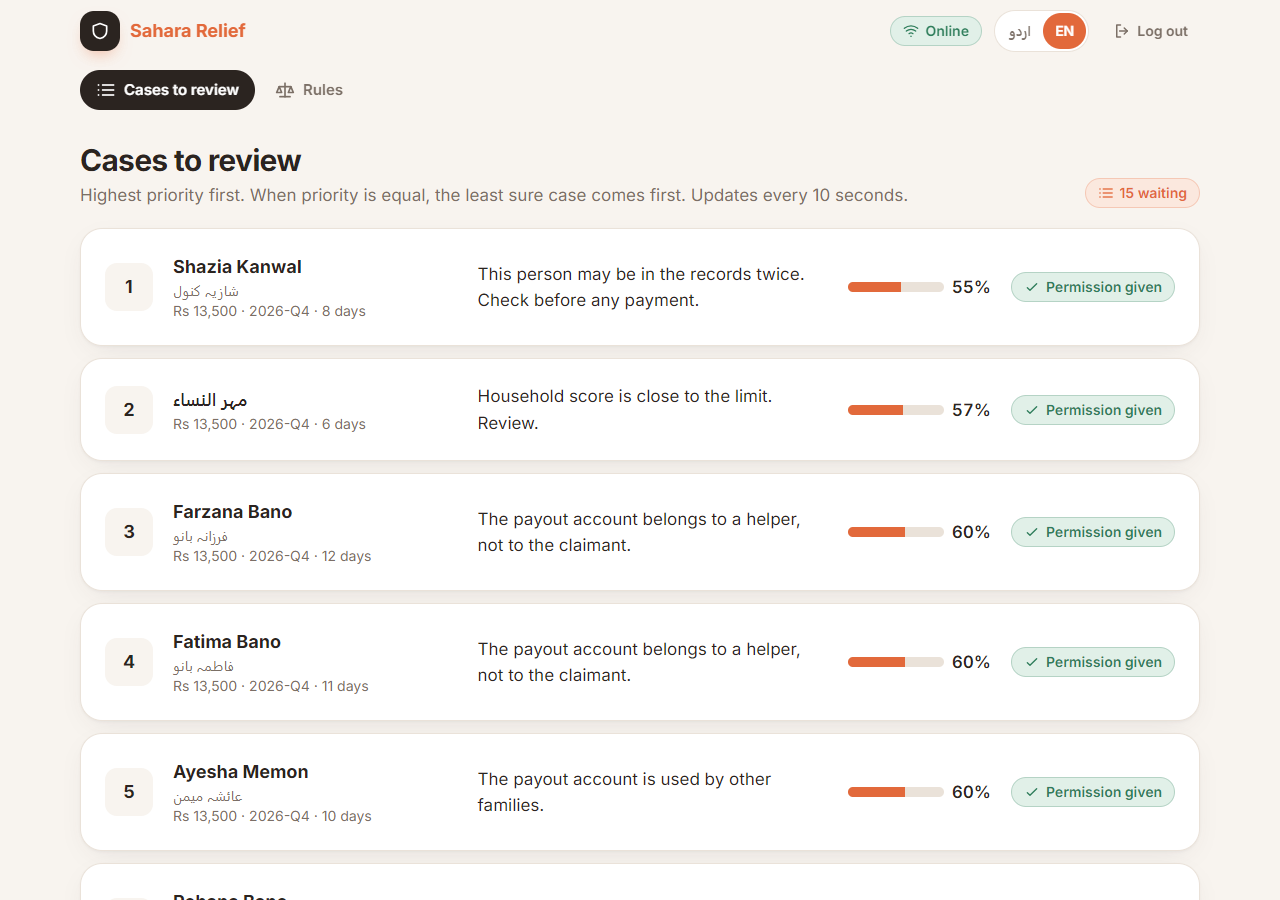 Sahara Relief
Online
اردو
EN
Log out
Cases to review
Rules
Cases to review
Highest priority first. When priority is equal, the least sure case comes first. Updates every 10 seconds.
15 waiting
1
Shazia Kanwal
شازیہ کنول
Rs 13,500 · 2026-Q4 · 8 days
This person may be in the records twice.
Check before any payment.
55%
Permission given
2
مہر النساء
Rs 13,500 · 2026-Q4 · 6 days
Household score is close to the limit.
Review.
57%
Permission given
3
Farzana Bano
فرزانہ بانو
Rs 13,500 · 2026-Q4 · 12 days
The payout account belongs to a helper,
not to the claimant.
60%
Permission given
4
Fatima Bano
فاطمہ بانو
Rs 13,500 · 2026-Q4 · 11 days
The payout account belongs to a helper,
not to the claimant.
60%
Permission given
5
Ayesha Memon
عائشہ میمن
Rs 13,500 · 2026-Q4 · 10 days
The payout account is used by other
families.
60%
Permission given